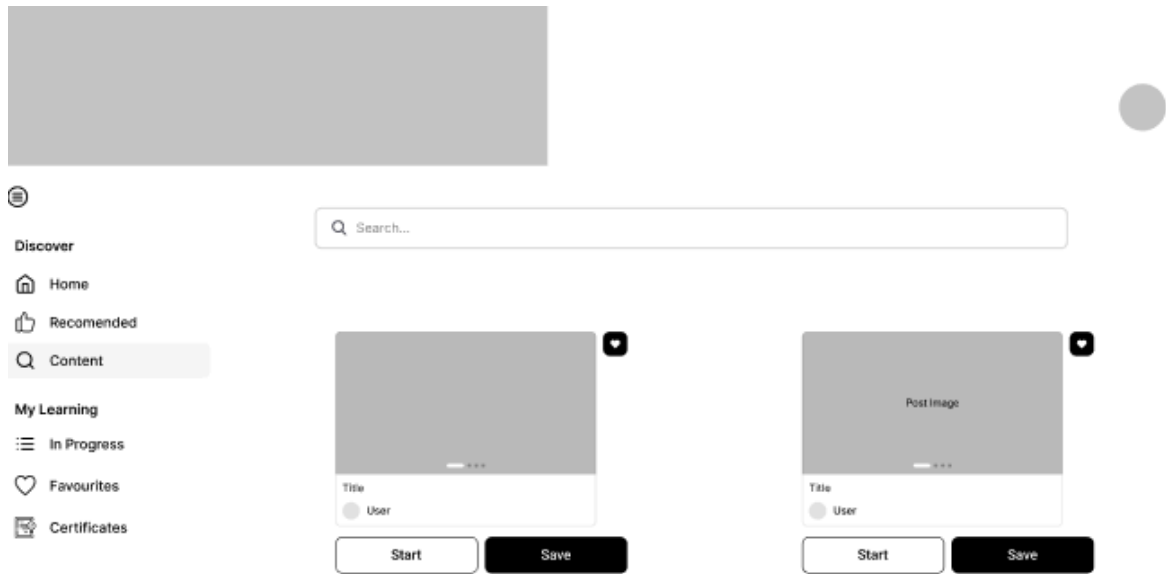 Search...
Discover
Home
Recomended
Content
My Learning
In Progress
Favourites
Certificates
Title
User
Start
Save
Post Image
Title
User
Start
Save